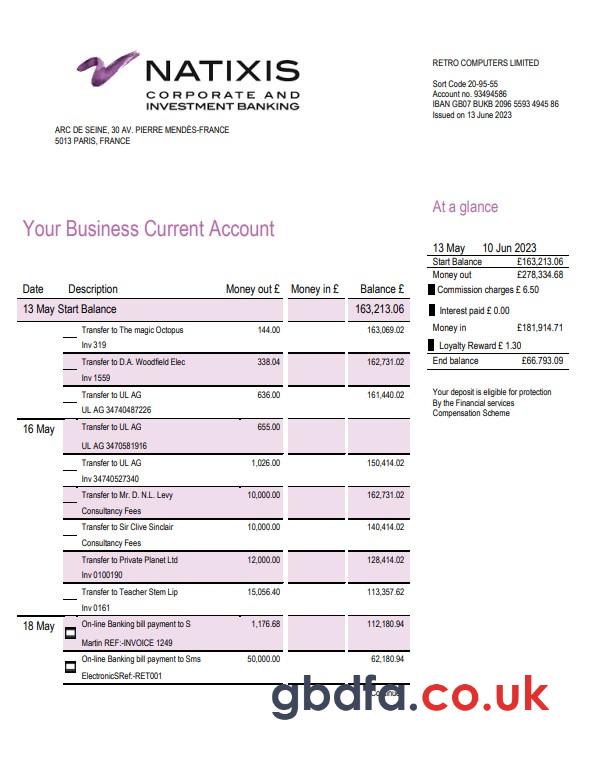 NATIXIS
CORPORATE AND
INVESTMENT BANKING
ARC DE SEINE, 30 AV. PIERRE MENDÈS-FRANCE
5013 PARIS, FRANCE
RETRO COMPUTERS LIMITED
Sort Code 20-95-55
Account no. 93494586
IBAN GB07 BUKB 2096 5593 4945 86
Issued on 13 June 2023
Your Business Current Account
At a glance
13 May 10 Jun 2023
Start Balance £163,213.06
Money out £278,334.68
Commission charges £ 6.50
Interest paid £ 0.00
Money in £181,914.71
Loyalty Reward £ 1.30
End balance £66.793.09
Your deposit is eligible for protection
By the Financial services
Compensation Scheme
Date Description Money out £ Money in £ Balance £
13 May Start Balance 163,213.06
Transfer to The magic Octopus 144.00 163,069.02
Inv 319
Transfer to D.A. Woodfield Elec 338.04 162,731.02
Inv 1559
Transfer to UL AG 636.00 161,440.02
UL AG 34740487226
16 May Transfer to UL AG 655.00
UL AG 3470581916
Transfer to UL AG 1,026.00 150,414.02
Inv 34740527340
Transfer to Mr. D. N.L. Levy 10,000.00 162,731.02
Consultancy Fees
Transfer to Sir Clive Sinclair 10,000.00 140,414.02
Consultancy Fees
Transfer to Private Planet Ltd 12,000.00 128,414.02
Inv 0100190
Transfer to Teacher Stem Lip 15,056.40 113,357.62
Inv 0161
18 May On-line Banking bill payment to S 1,176.68 112,180.94
Martin REF:-INVOICE 1249
On-line Banking bill payment to Sms 50,000.00 62,180.94
ElectronicSRef:-RET001
gbdfa.co.uk